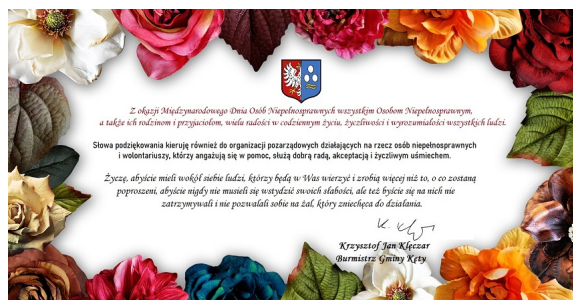 Z okazji Międzynarodowego Dnia Osób Niepełnosprawnych wszystkim Osobom Niepełnosprawnym,
a także ich rodzinom i przyjaciołom, wielu radości w codziennym życiu, życzliwości i wyrozumiałości wszystkich ludzi.
Słowa podziękowania kieruję również do organizacji pozarządowych działających na rzecz osób niepełnosprawnych
i wolontariuszy, którzy angażują się w pomoc, służą dobrą radą, akceptacją i życzliwym uśmiechem.
Życzę, abyście mieli wokół siebie ludzi, którzy będą w Was wierzyć i zrobią więcej niż to, o co zostaną
poproszeni, abyście nigdy nie musieli się wstydzić swoich słabości, ale też byście się na nich nie
zatrzymywali i nie pozwalali sobie na żal, który zniechęca do działania.
Krzysztof Jan Klęczar
Burmistrz Gminy Kęty